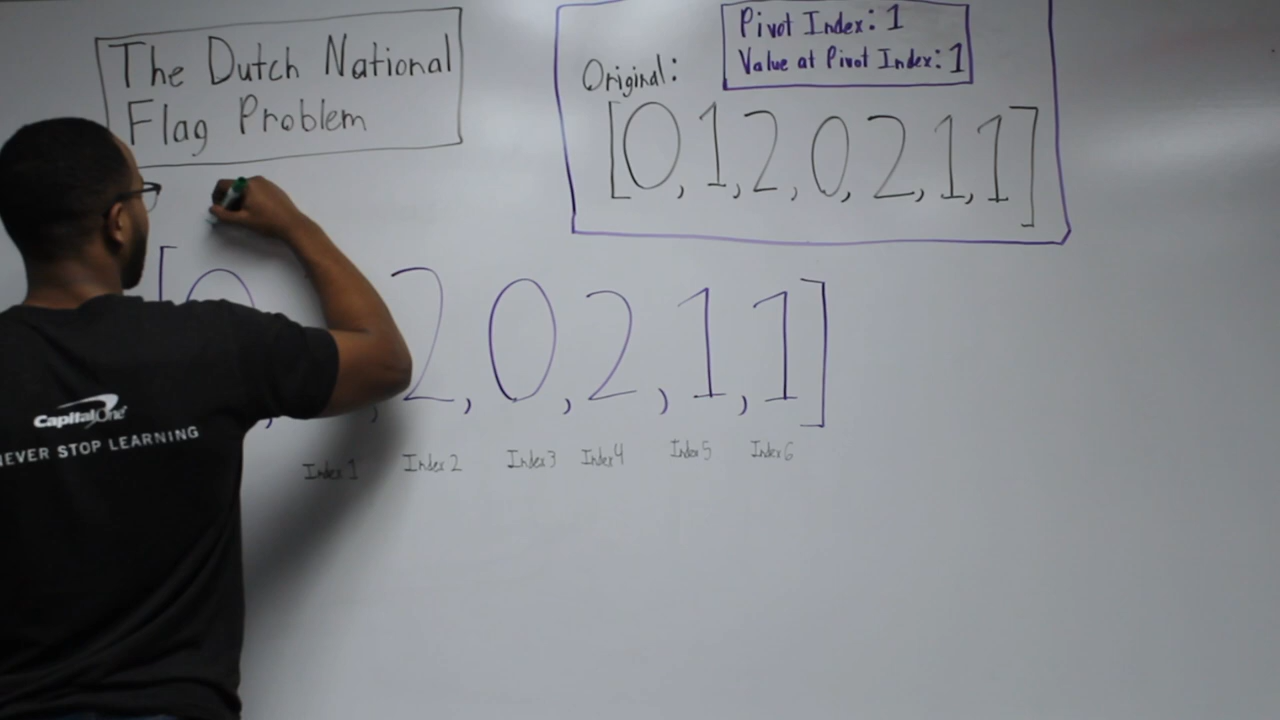 The Dutch National
Flag Problem
Pivot Index: 1
Value at Pivot Index: 1
Original:
[0,1,2,0,2,1,1]
[0, , 2, 0, 2, 1, 1]
Index 1 Index 2 Index 3 Index 4 Index 5 Index 6
CapitalOne
NEVER STOP LEARNING